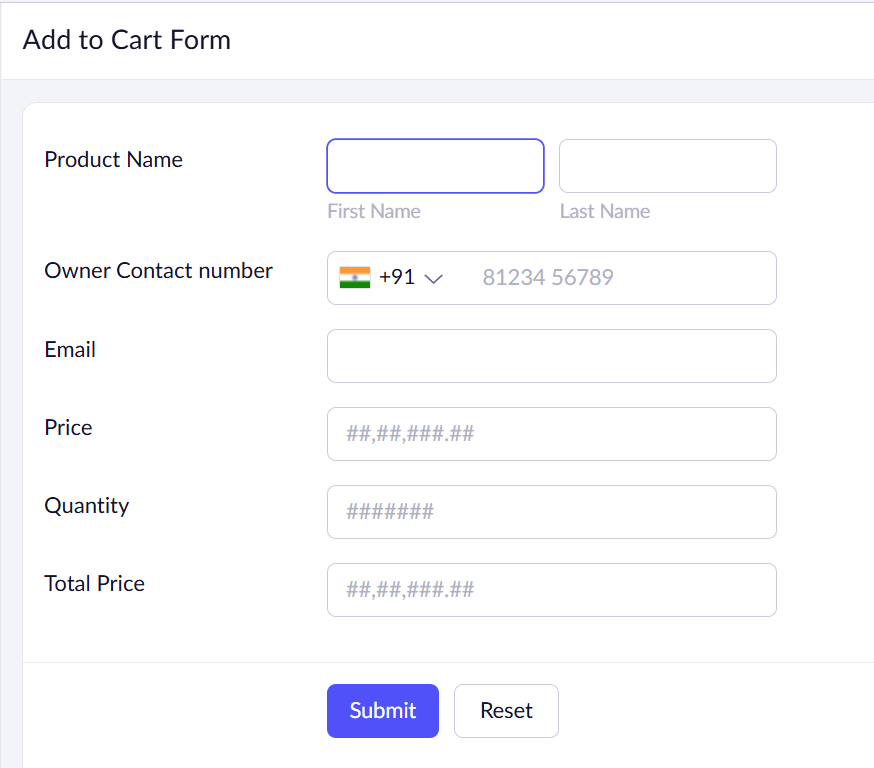 Add to Cart Form
Product Name
First Name Last Name
Owner Contact number +91 81234 56789
Email
Price ##,##,###.##
Quantity #######
Total Price ##,##,###.##
Submit Reset